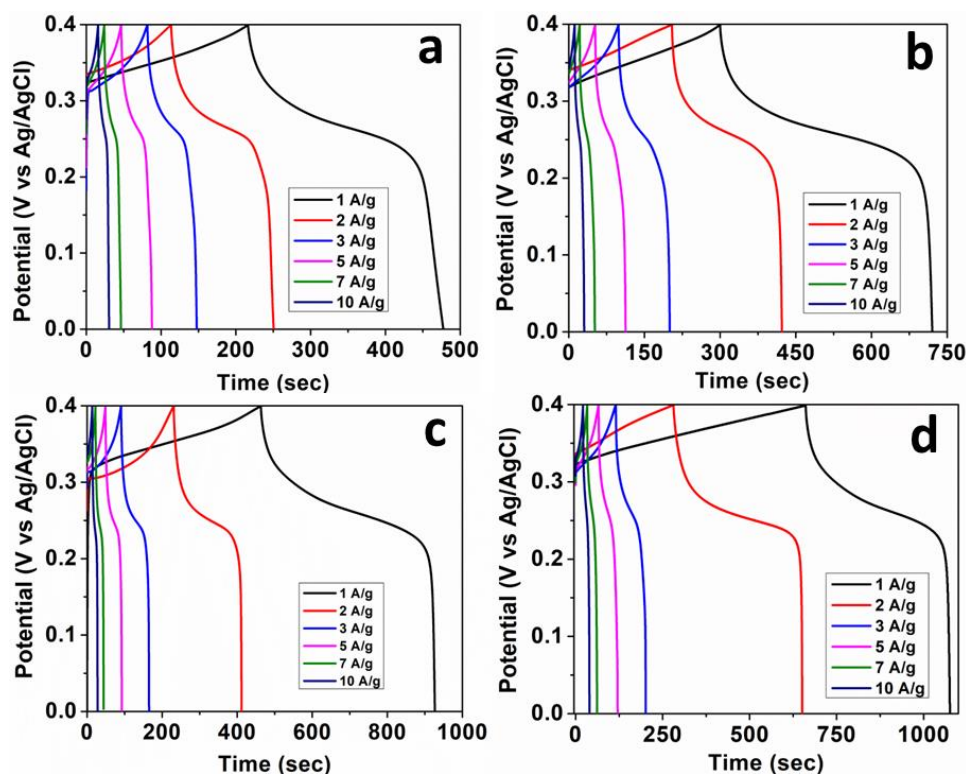 a
Potential (V vs Ag/AgCl)
0.4
0.3
0.2
0.1
0.0
1 A/g
2 A/g
3 A/g
5 A/g
7 A/g
10 A/g
0 100 200 300 400 500
Time (sec)
b
Potential (V vs Ag/AgCl)
0.4
0.3
0.2
0.1
0.0
1 A/g
2 A/g
3 A/g
5 A/g
7 A/g
10 A/g
0 150 300 450 600 750
Time (sec)
c
Potential (V vs Ag/AgCl)
0.4
0.3
0.2
0.1
0.0
1 A/g
2 A/g
3 A/g
5 A/g
7 A/g
10 A/g
0 200 400 600 800 1000
Time (sec)
d
Potential (V vs Ag/AgCl)
0.4
0.3
0.2
0.1
0.0
1 A/g
2 A/g
3 A/g
5 A/g
7 A/g
10 A/g
0 250 500 750 1000
Time (sec)